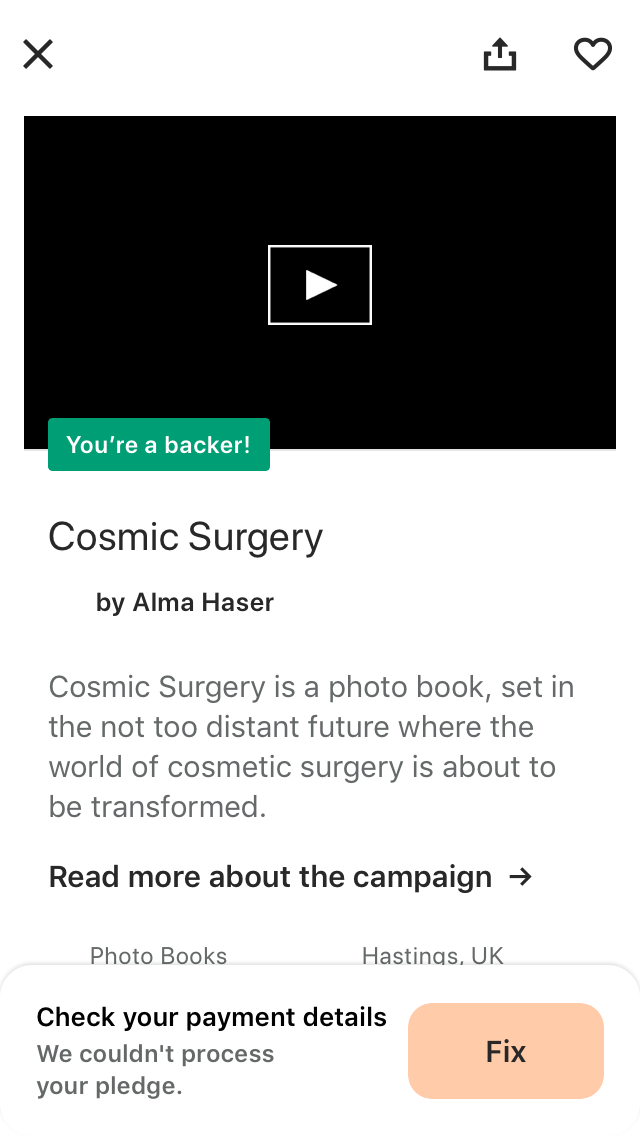 You’re a backer!
Cosmic Surgery
by Alma Haser
Cosmic Surgery is a photo book, set in
the not too distant future where the
world of cosmetic surgery is about to
be transformed.
Read more about the campaign →
Photo Books
Hastings, UK
Check your payment details
We couldn't process
your pledge.
Fix